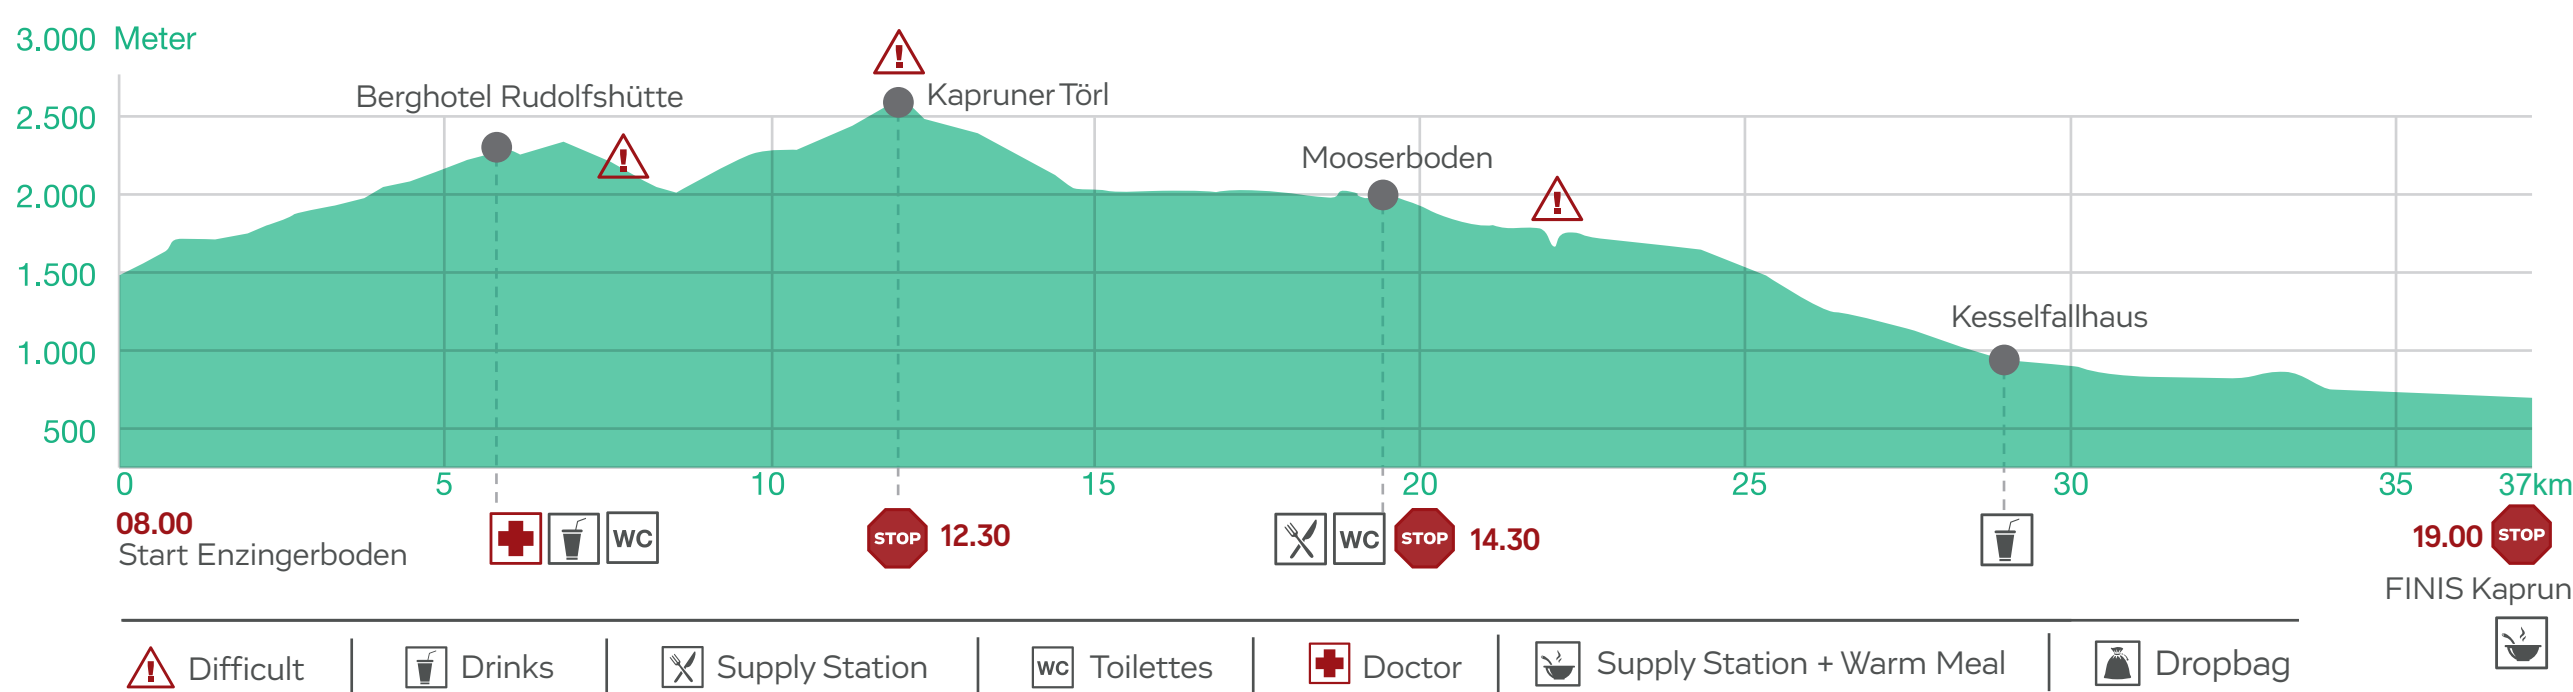 3.000 Meter
Berghotel Rudolfshütte
Kapruner Törl
2.500
Mooserboden
2.000
1.500
Kesselfallhaus
1.000
500
0 5 10 15 20 25 30 35 37km
08.00
Start Enzingerboden
WC
STOP 12.30
WC STOP 14.30
19.00 STOP
FINIS Kaprun
Difficult Drinks Supply Station WC Toilettes Doctor Supply Station + Warm Meal Dropbag